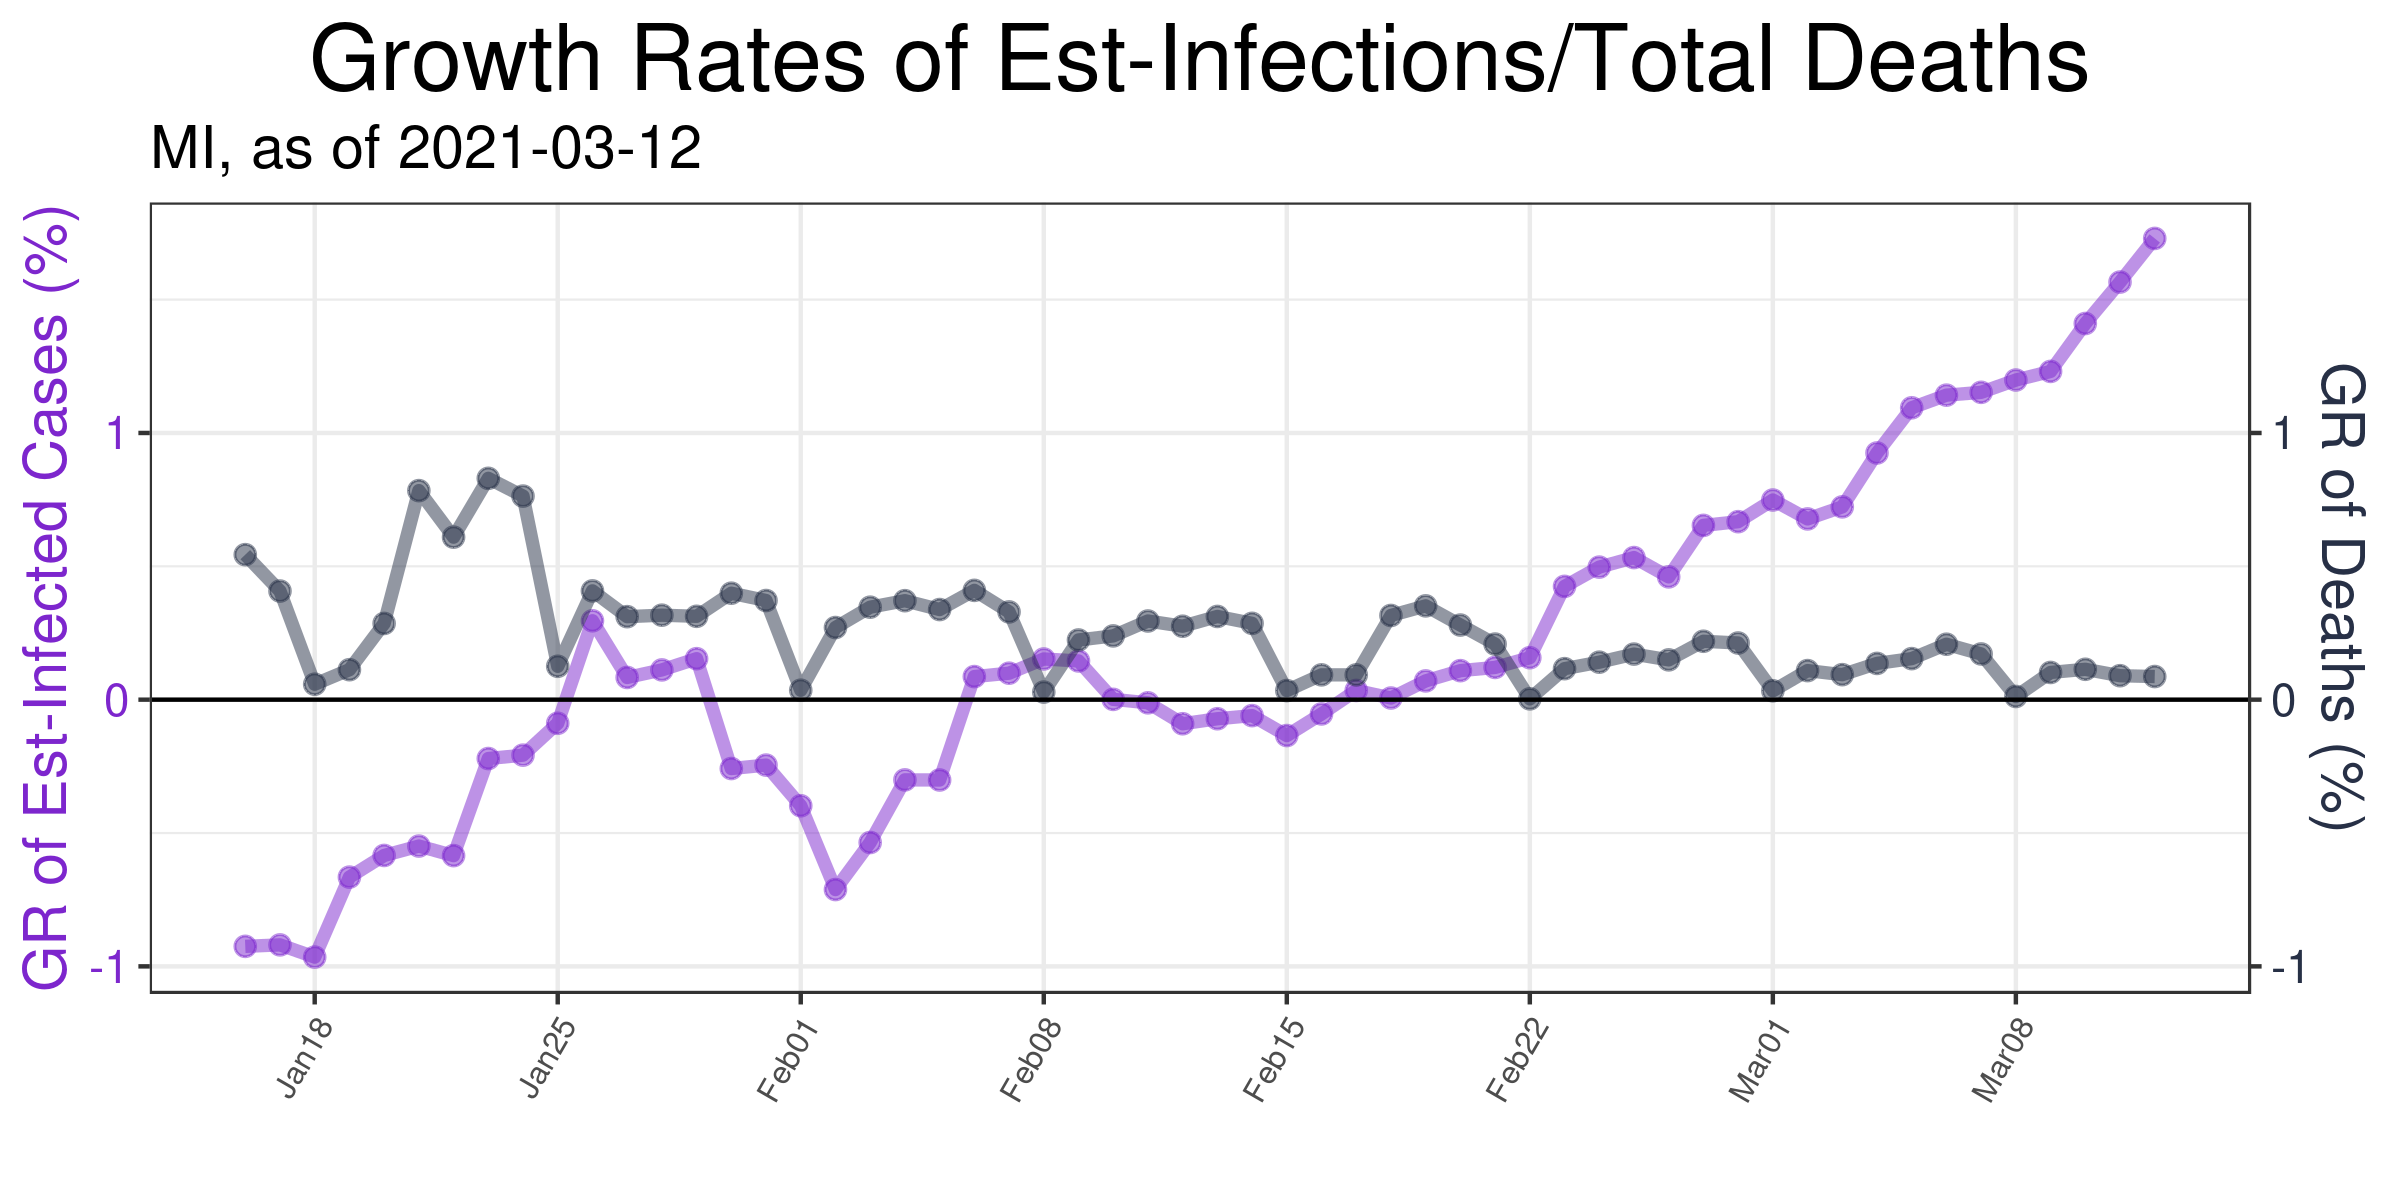 Growth Rates of Est-Infections/Total Deaths
MI, as of 2021-03-12
GR of Est-Infected Cases (%)
1
0
-1
1
0
-1
GR of Deaths (%)
Jan18
Jan25
Feb01
Feb08
Feb15
Feb22
Mar01
Mar08